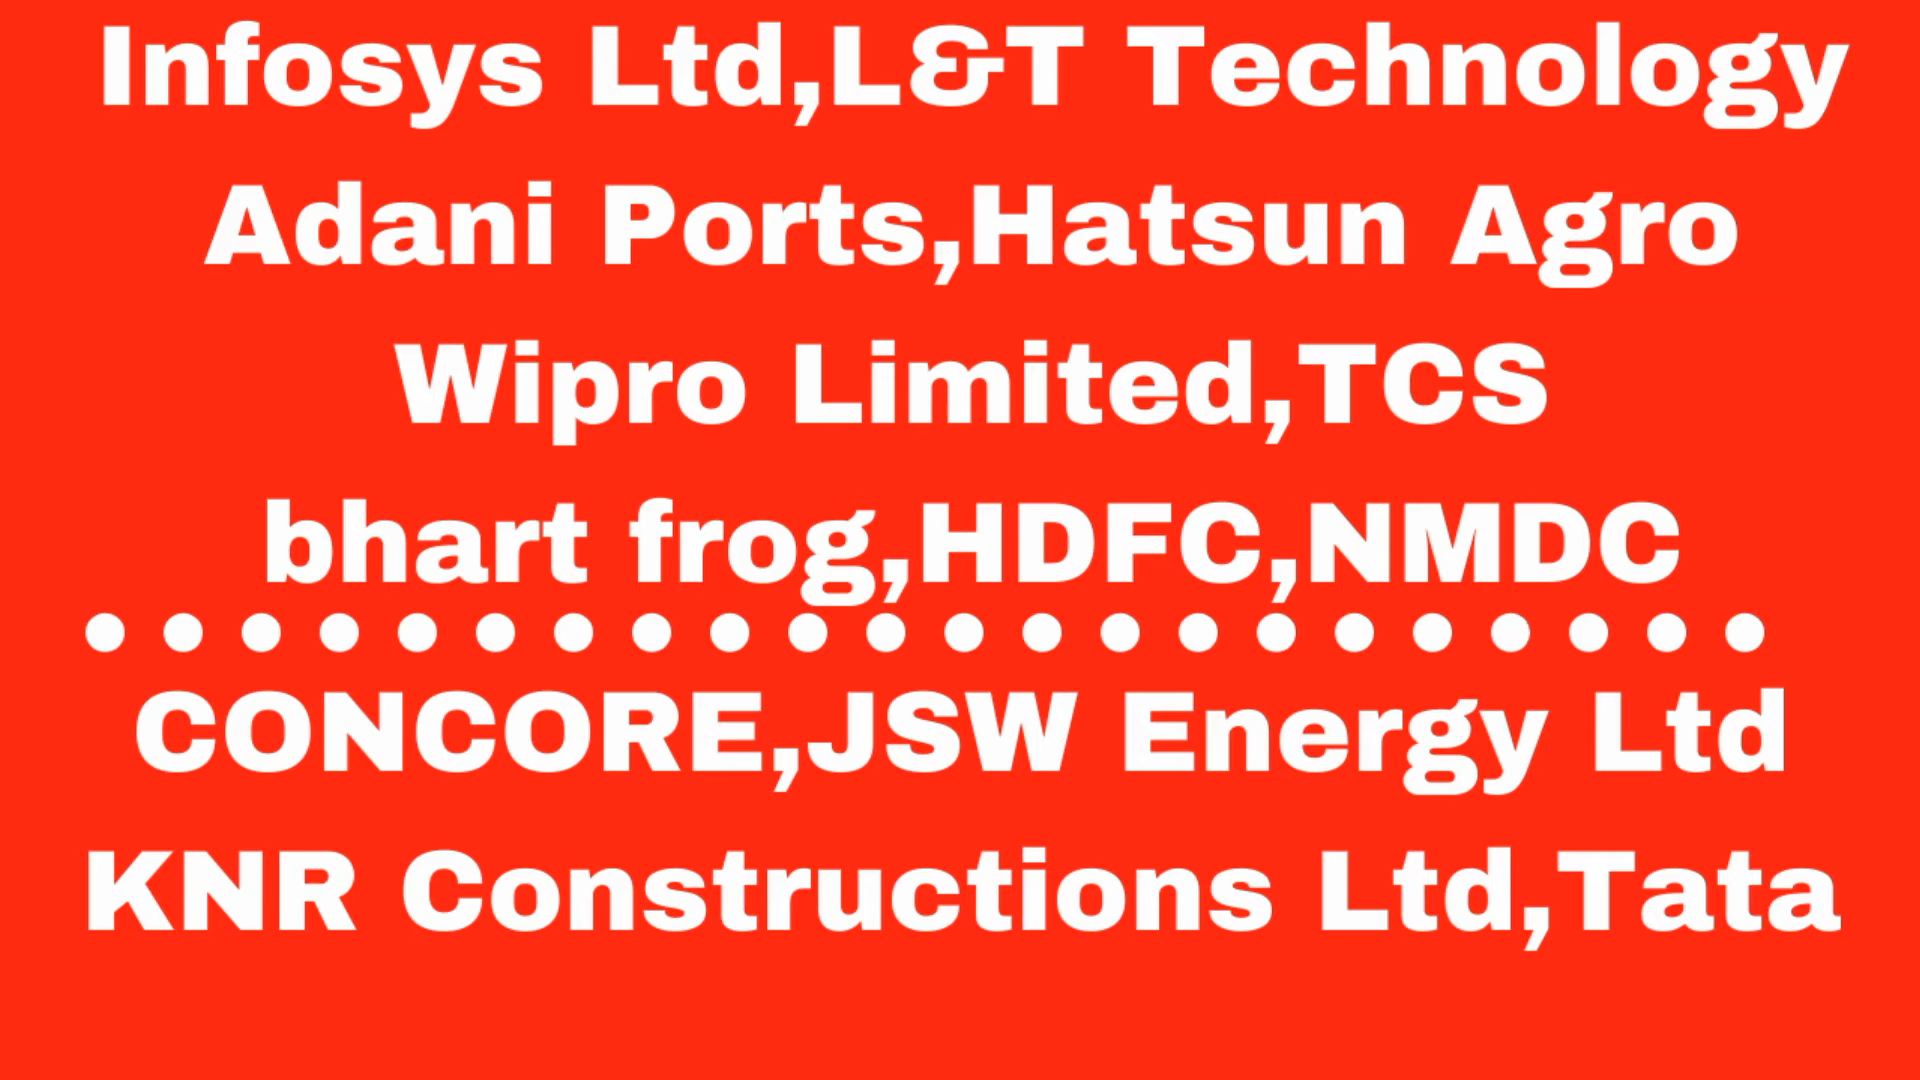 Infosys Ltd,L&T Technology
Adani Ports,Hatsun Agro
Wipro Limited,TCS
bhart frog,HDFC,NMDC
CONCORE,JSW Energy Ltd
KNR Constructions Ltd,Tata